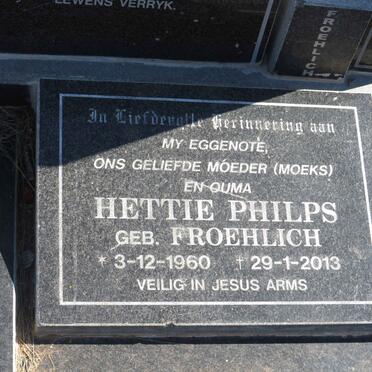 LEWENS VERRYK.
FROEHLICH
In Liefdevolle Herinnering aan
MY EGGENOTE,
ONS GELIEFDE MOEDER (MOEKS)
EN OUMA
HETTIE PHILPS
GEB. FROEHLICH
* 3-12-1960 † 29-1-2013
VEILIG IN JESUS ARMS